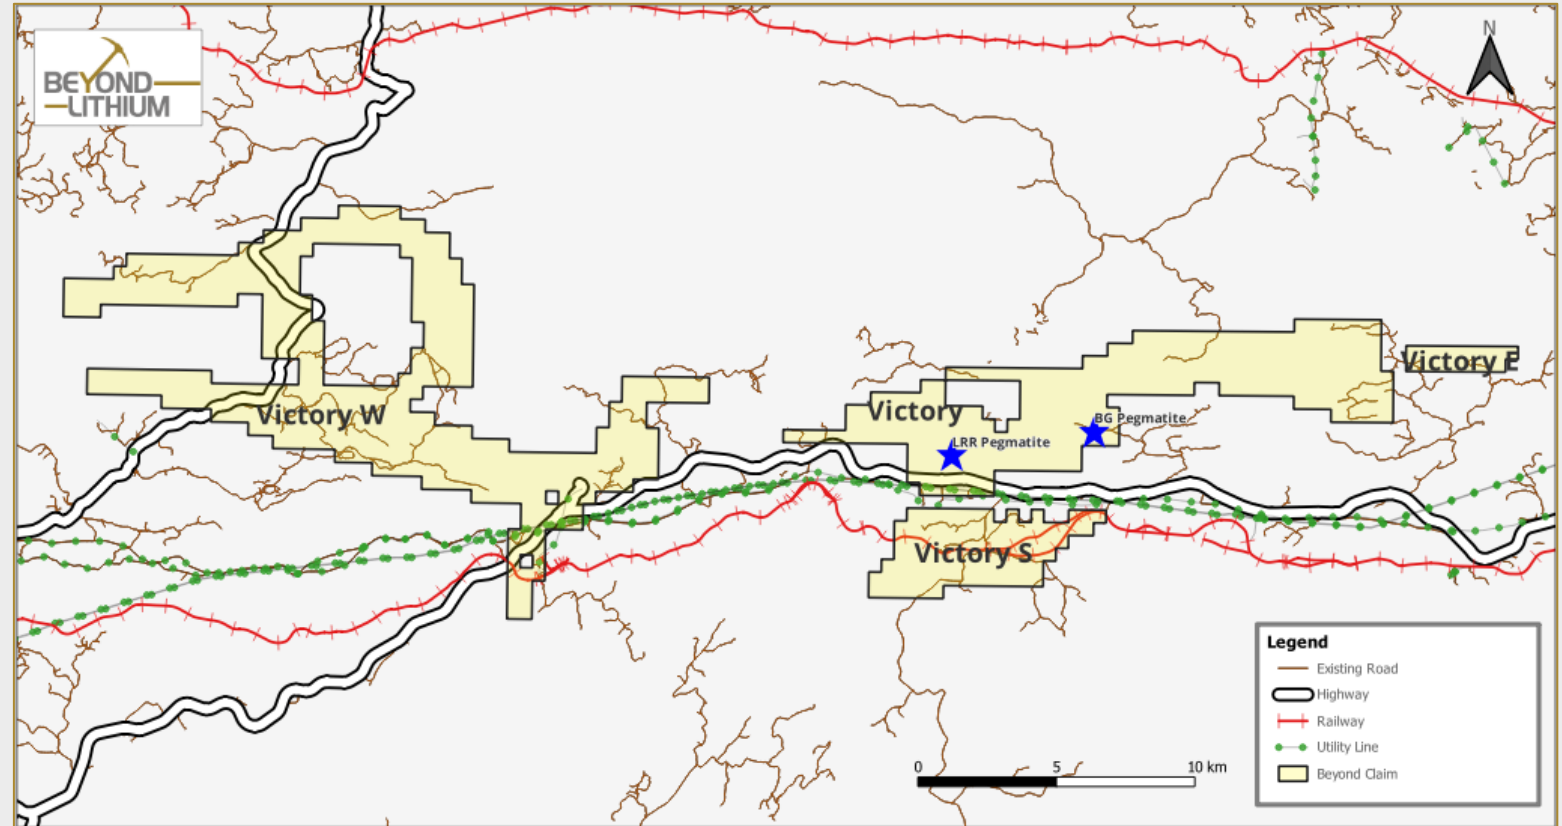 BEYOND
LITHIUM
N
Victory E
Victory W
Victory
BG Pegmatite
LRR Pegmatite
Victory S
Legend
Existing Road
Highway
Railway
Utility Line
Beyond Claim
0 5 10 km